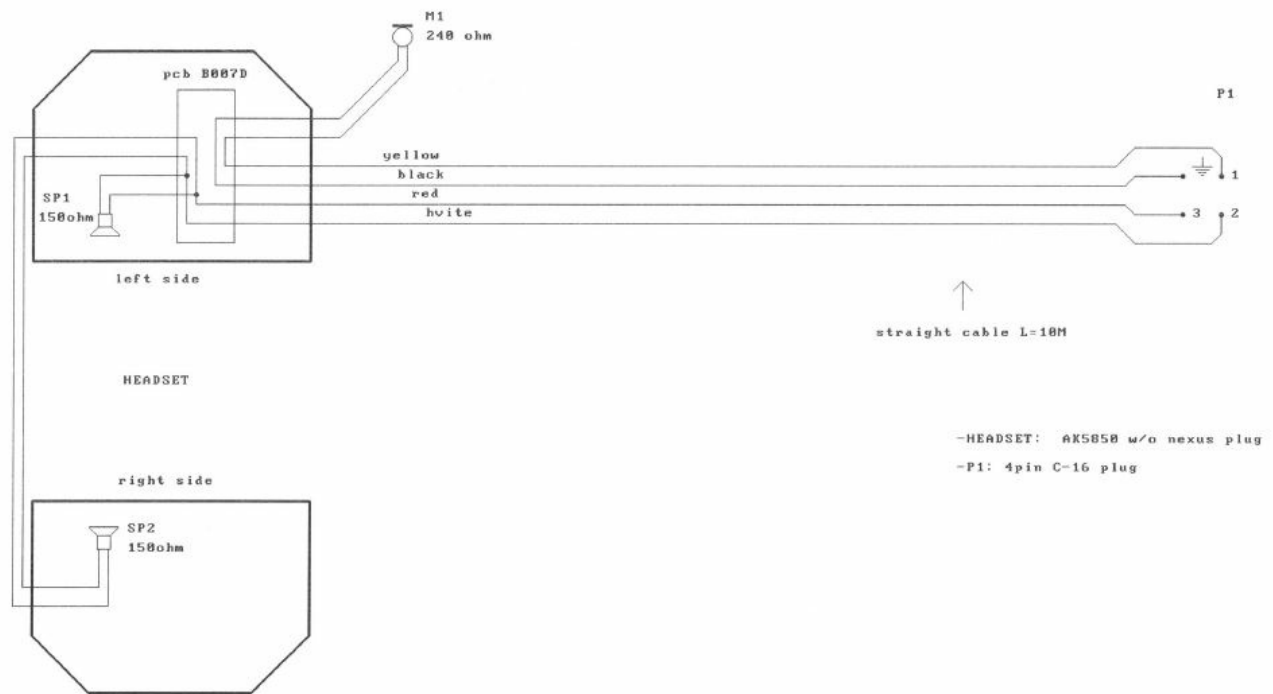 M1
240 ohm
pcb B007D
P1
yellow
black
1
red
SP1
150ohm
hvite
3 2
left side
straight cable L=10M
HEADSET
-HEADSET: AK5850 w/o nexus plug
-P1: 4pin C-16 plug
right side
SP2
150ohm